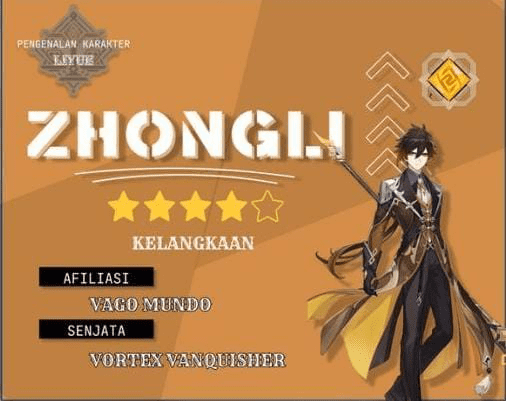 PENGENALAN KARAKTER
LIYUE
ZHONGLI
KELANGKAAN
AFILIASI
VAGO MUNDO
SENJATA
VORTEX VANQUISHER